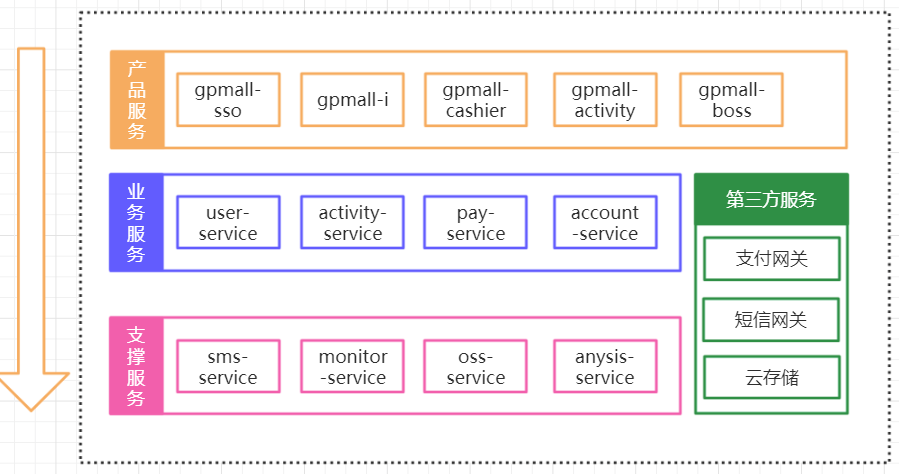 产品服务
gpmall-
sso
gpmall-i
gpmall-
cashier
gpmall-
activity
gpmall-
boss
业务服务
user-
service
activity-
service
pay-
service
account
-service
第三方服务
支付网关
短信网关
云存储
支撑服务
sms-
service
monitor
-service
oss-
service
anysis-
service